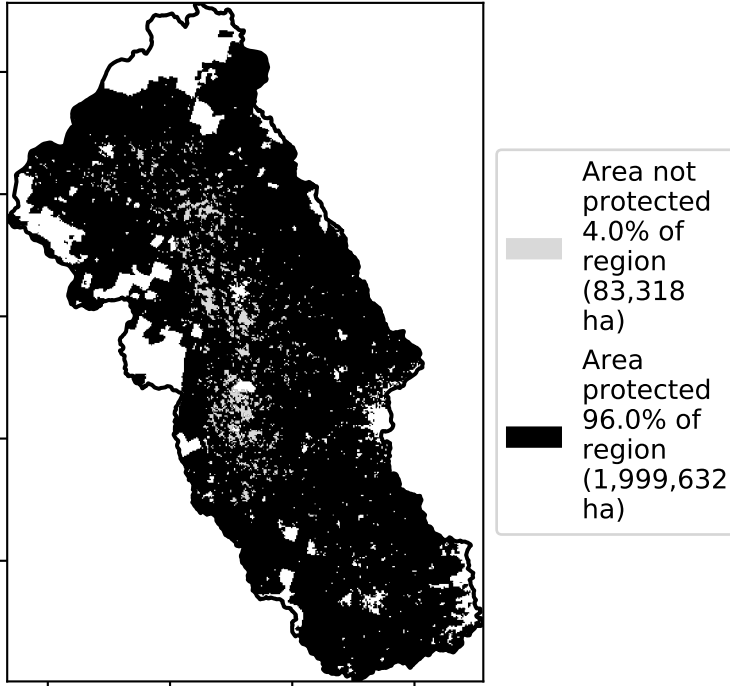 Area not
protected
4.0% of
region
(83,318
ha)
Area
protected
96.0% of
region
(1,999,632
ha)